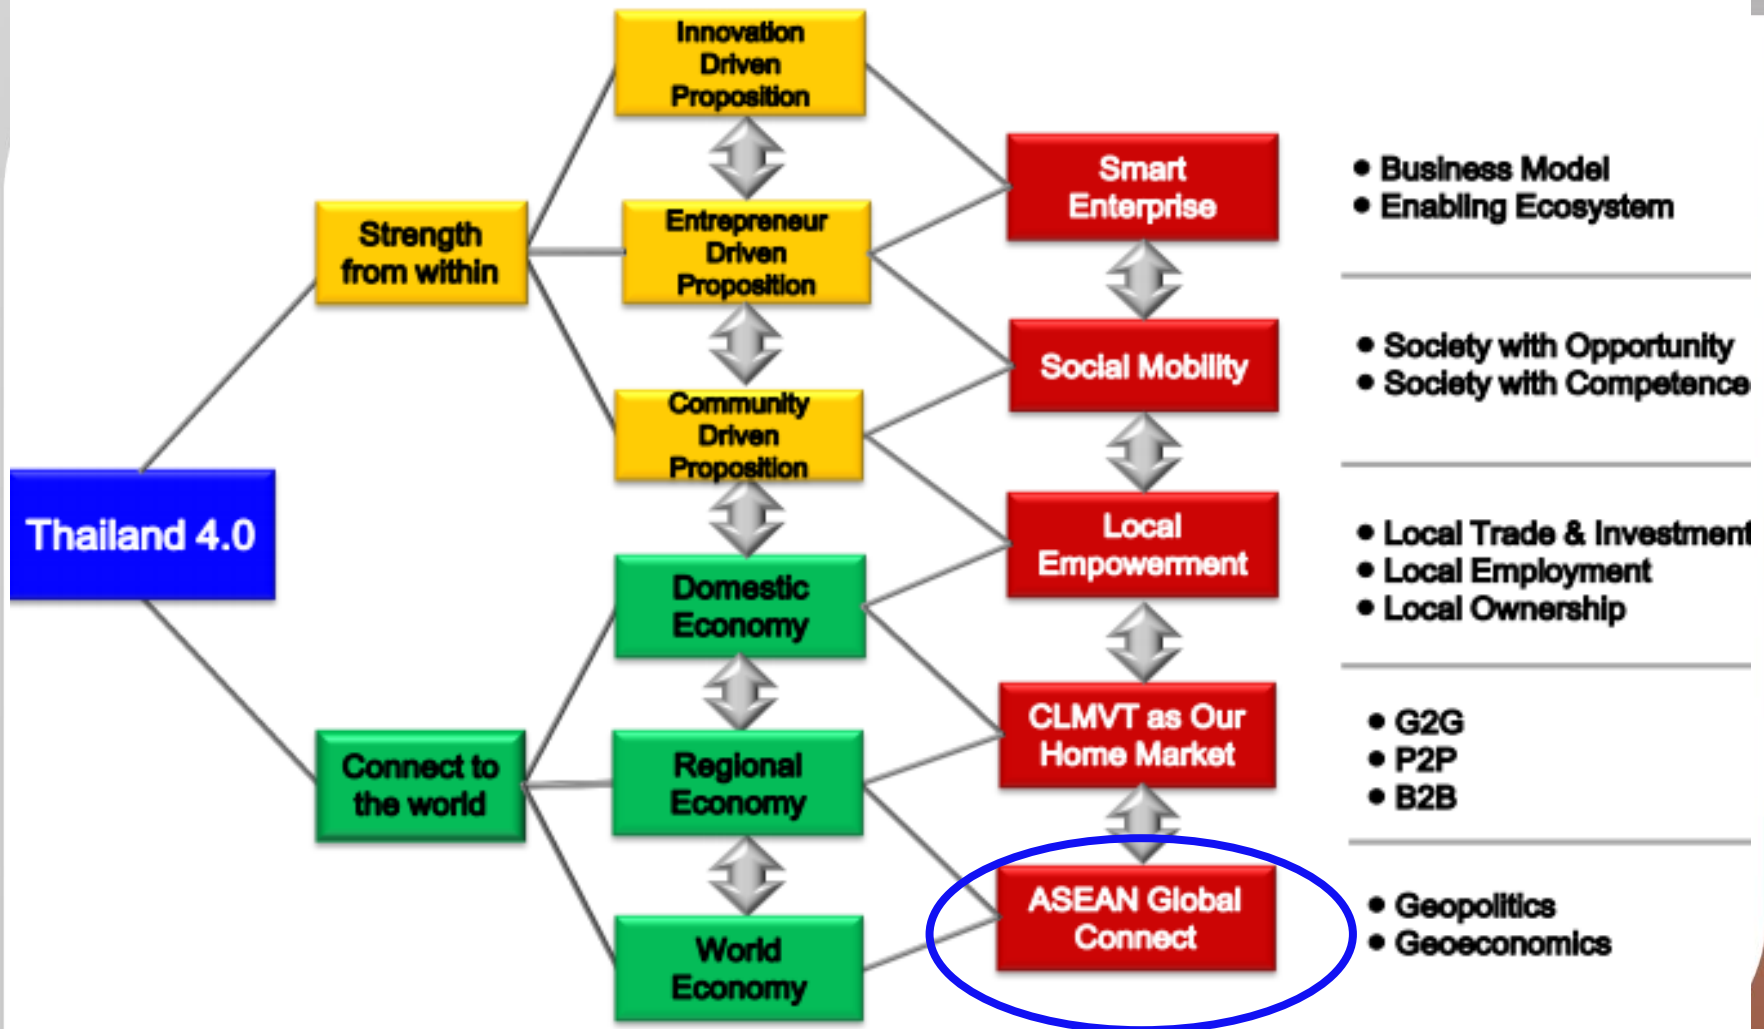 Thailand 4.0
Strength
from within
Connect to
the world
Innovation
Driven
Proposition
Entrepreneur
Driven
Proposition
Community
Driven
Proposition
Domestic
Economy
Regional
Economy
World
Economy
Smart
Enterprise
Social Mobility
Local
Empowerment
CLMVT as Our
Home Market
ASEAN Global
Connect
• Business Model
• Enabling Ecosystem
• Society with Opportunity
• Society with Competence
• Local Trade & Investment
• Local Employment
• Local Ownership
• G2G
• P2P
• B2B
• Geopolitics
• Geoeconomics